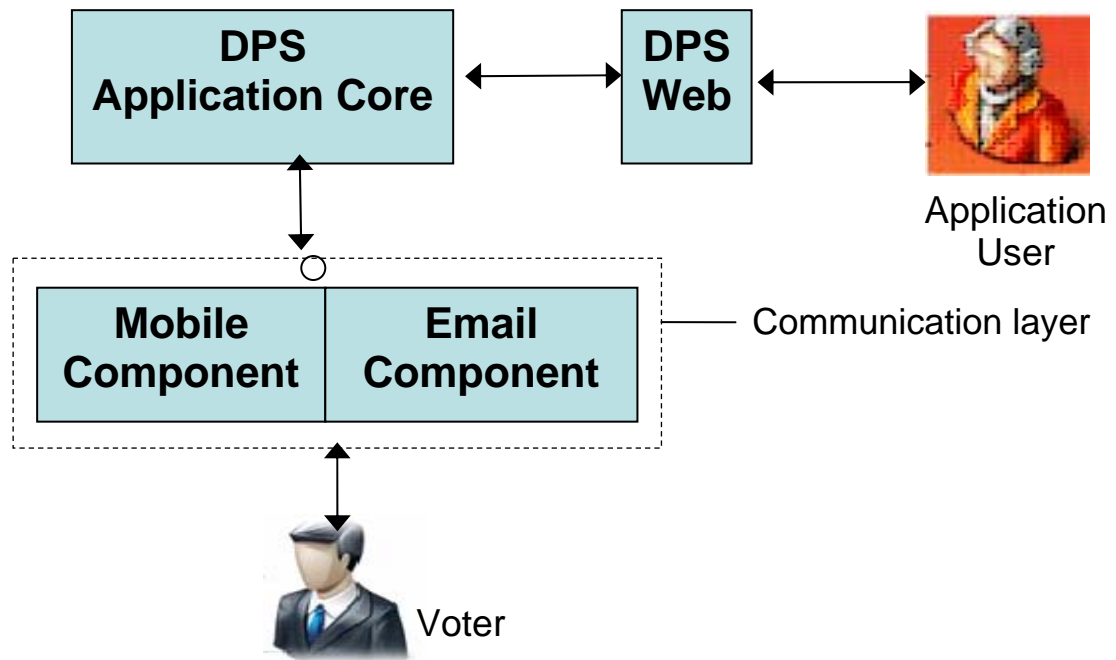 DPS
Application Core
DPS
Web
Application
User
Mobile
Component
Email
Component
Communication layer
Voter